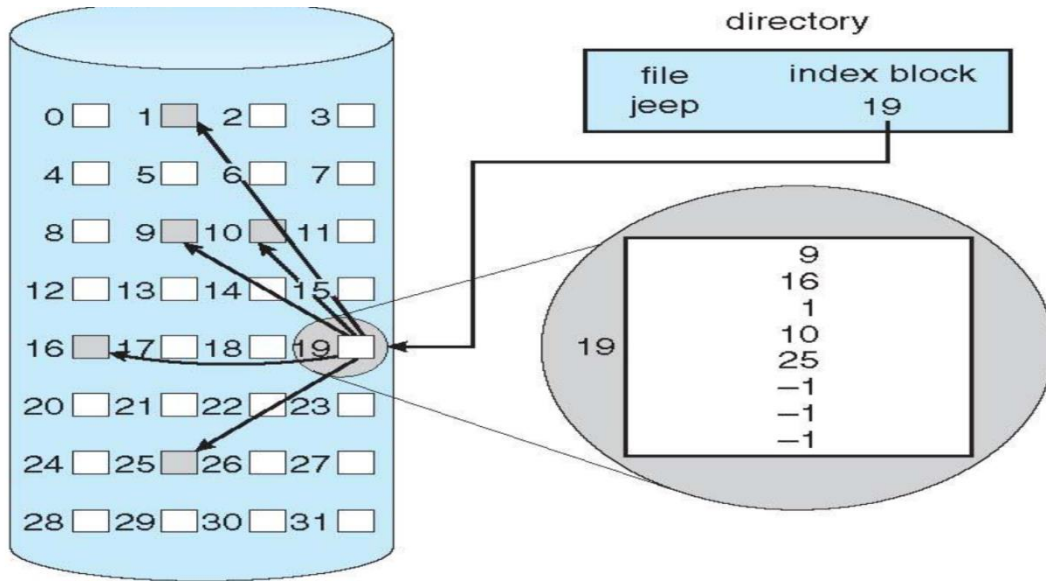 directory
file index block
jeep 19
0 1 2 3
4 5 6 7
8 9 10 11
12 13 14 15
16 17 18 19
20 21 22 23
24 25 26 27
28 29 30 31
19
9
16
1
10
25
–1
–1
–1